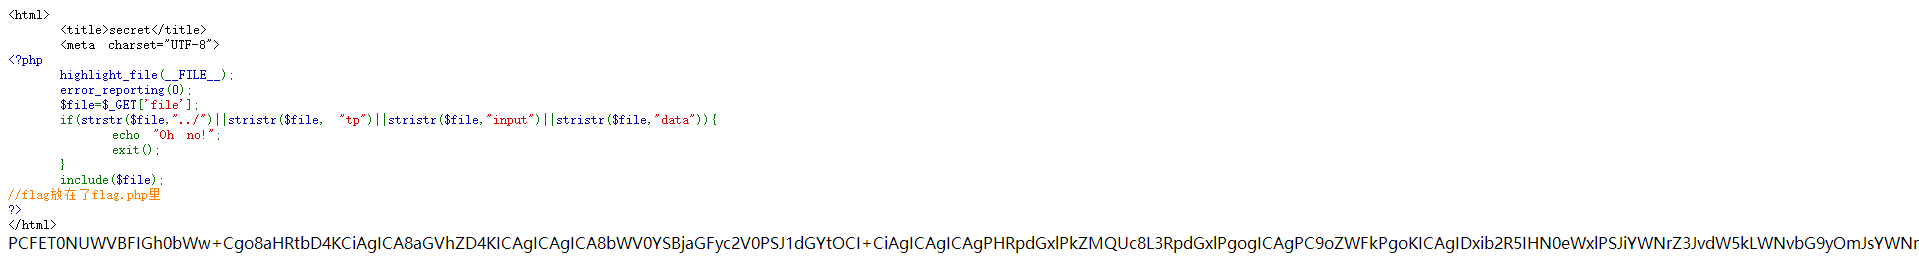 <html>
<title>secret</title>
<meta charset="UTF-8">
<?php
highlight_file(__FILE__);
error_reporting(0);
$file=$_GET['file'];
if(strstr($file,"../")||stristr($file, "tp")||stristr($file,"input")||stristr($file,"data")){
echo "Oh no!";
exit();
}
include($file);
//flag放在了flag.php里
?>
</html>
PCFET0NUWVBFIGh0bWw+Cgo8aHRtbD4KCiAgICA8aGVhZD4KICAgICAgICA8bWV0YSBjaGFyc2V0PSJ1dGYtOCI+CiAgICAgICAgPHRpdGxlPkZMQUc8L3RpdGxlPgogICAgPC9oZWFkPgoKICAgIDxib2R5IHN0eWxlPSJiYWNrZ3JvdW5kLWNvbG9yOmJsYWNr